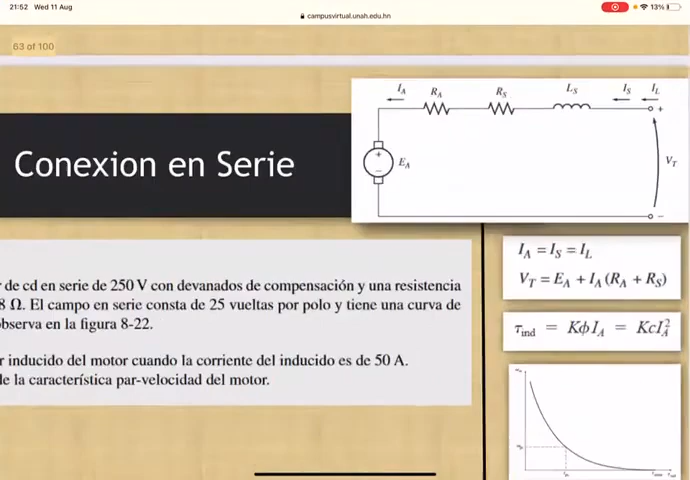 21:52 Wed 11 Aug
campusvirtual.unah.edu.hn
13%
63 of 100
Conexion en Serie
I_A R_A R_S L_S I_S I_L
+
E_A
V_T
−
I_A = I_S = I_L
V_T = E_A + I_A (R_A + R_S)
τ_ind = KϕI_A = KcI_A^2
de cd en serie de 250 V con devanados de compensación y una resistencia
8 Ω. El campo en serie consta de 25 vueltas por polo y tiene una curva de
observa en la figura 8-22.
inducido del motor cuando la corriente del inducido es de 50 A.
de la característica par-velocidad del motor.